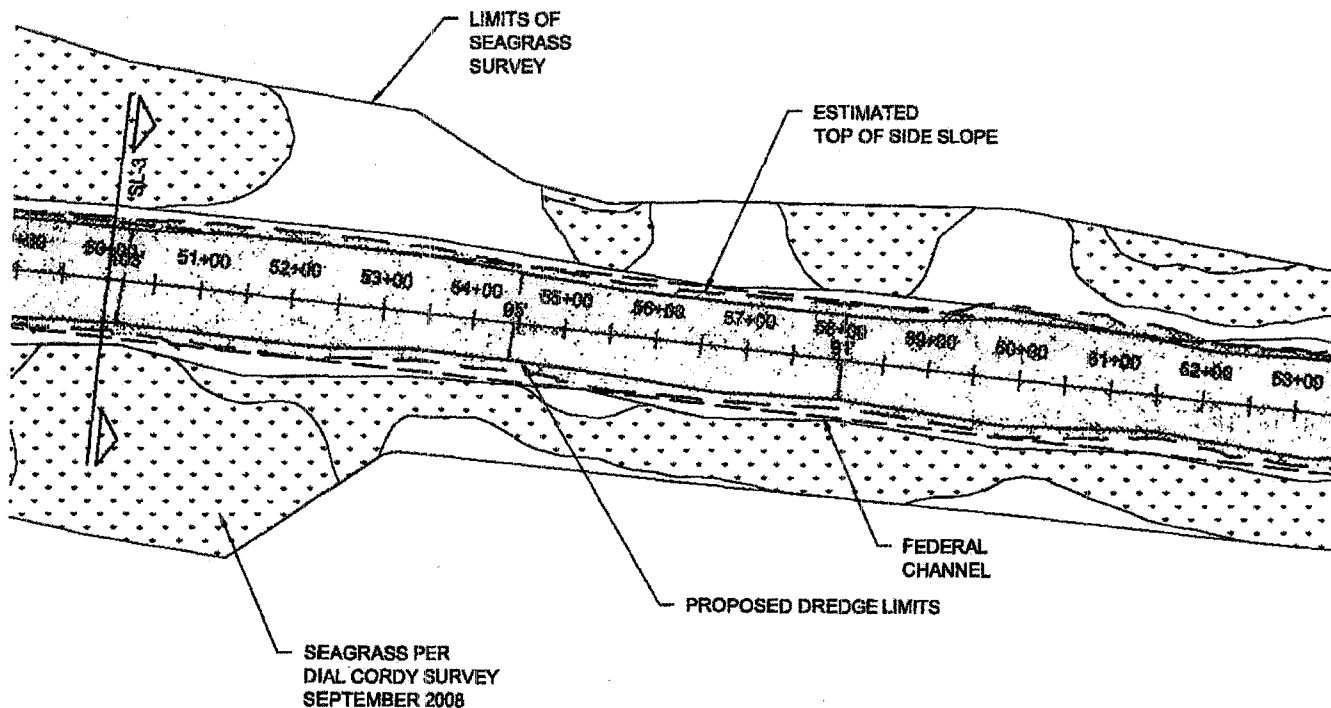 LIMITS OF
SEAGRASS
SURVEY
ESTIMATED
TOP OF SIDE SLOPE
SL-3
50+00
51+00
52+00
53+00
54+00
55+00
56+00
57+00
58+00
59+00
60+00
61+00
62+00
63+00
95'
91'
FEDERAL
CHANNEL
PROPOSED DREDGE LIMITS
SEAGRASS PER
DIAL CORDY SURVEY
SEPTEMBER 2008